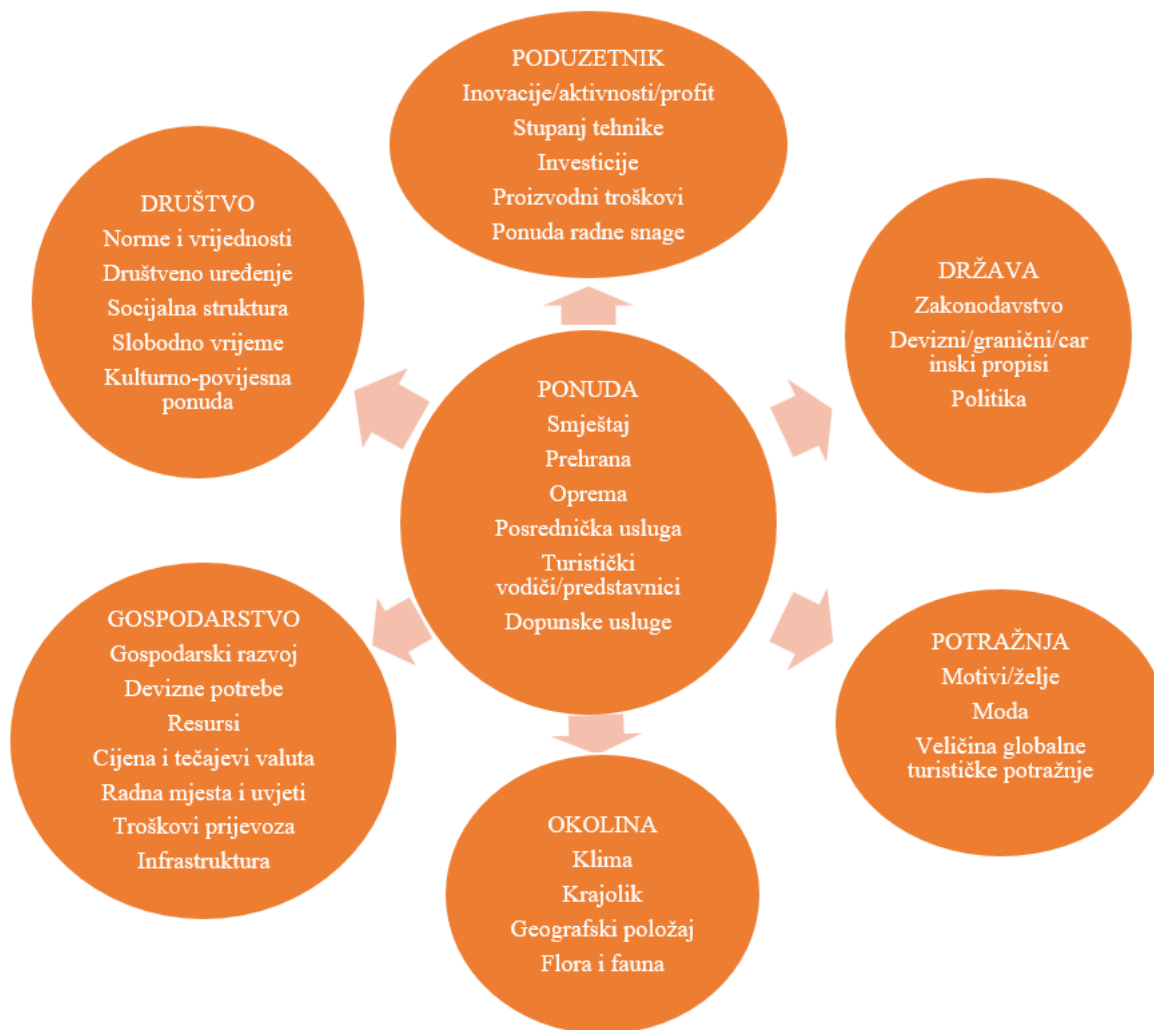 PODUZETNIK
Inovacije/aktivnosti/profit
Stupanj tehnike
Investicije
Proizvodni troškovi
Ponuda radne snage
DRUŠTVO
Norme i vrijednosti
Društveno uređenje
Socijalna struktura
Slobodno vrijeme
Kulturno-povijesna
ponuda
DRŽAVA
Zakonodavstvo
Devizni/granični/car
inski propisi
Politika
PONUDA
Smještaj
Prehrana
Oprema
Posrednička usluga
Turistički
vodiči/predstavnici
Dopunske usluge
GOSPODARSTVO
Gospodarski razvoj
Devizne potrebe
Resursi
Cijena i tečajevi valuta
Radna mjesta i uvjeti
Troškovi prijevoza
Infrastruktura
POTRAŽNJA
Motivi/želje
Moda
Veličina globalne
turističke potražnje
OKOLINA
Klima
Krajolik
Geografski položaj
Flora i fauna